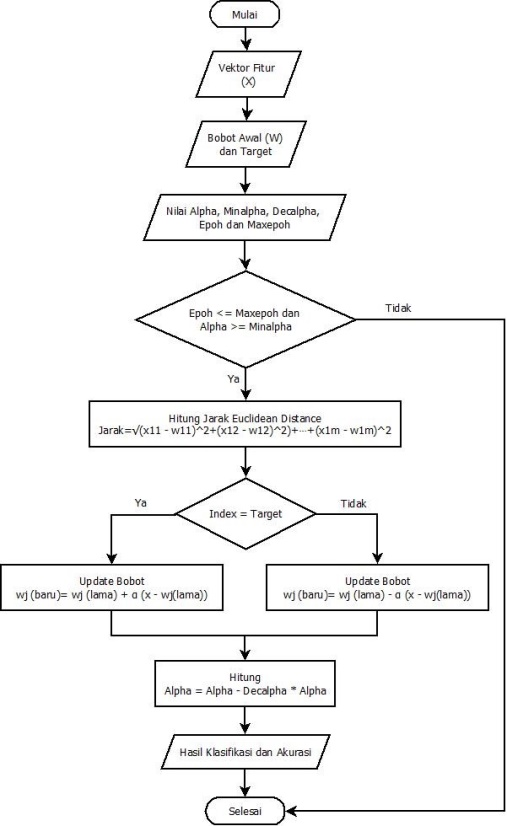 Mulai
Vektor Fitur
(X)
Bobot Awal (W)
dan Target
Nilai Alpha, Minalpha, Decalpha,
Epoh dan Maxepoh
Epoh <= Maxepoh dan
Alpha >= Minalpha
Tidak
Ya
Hitung Jarak Euclidean Distance
Jarak=√(x11 - w11)^2+(x12 - w12)^2)+...+(x1m - w1m)^2
Index = Target
Ya
Tidak
Update Bobot
wj (baru)= wj (lama) + α (x - wj(lama))
Update Bobot
wj (baru)= wj (lama) - α (x - wj(lama))
Hitung
Alpha = Alpha - Decalpha * Alpha
Hasil Klasifikasi dan Akurasi
Selesai